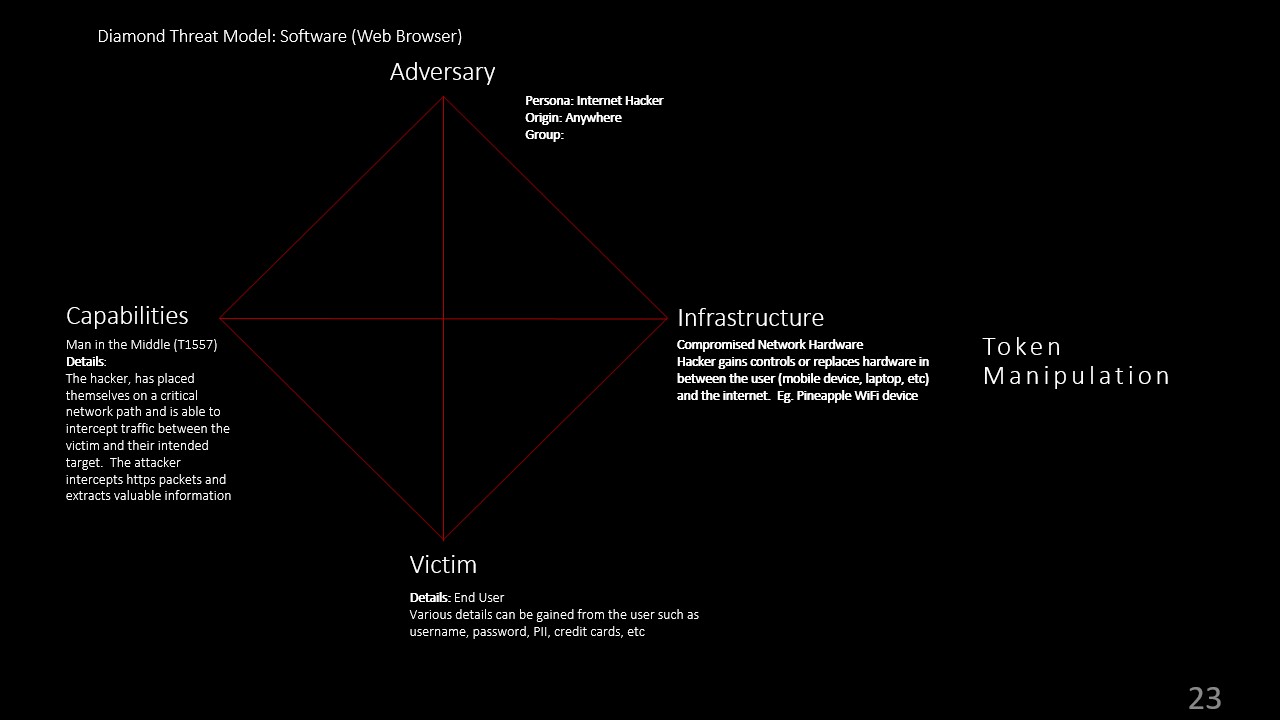 Diamond Threat Model: Software (Web Browser)
Adversary
Persona: Internet Hacker
Origin: Anywhere
Group:
Capabilities
Man in the Middle (T1557)
Details:
The hacker, has placed
themselves on a critical
network path and is able to
intercept traffic between the
victim and their intended
target.  The attacker
intercepts https packets and
extracts valuable information
Infrastructure
Compromised Network Hardware
Hacker gains controls or replaces hardware in
between the user (mobile device, laptop, etc)
and the internet.  Eg. Pineapple WiFi device
Token
Manipulation
Victim
Details: End User
Various details can be gained from the user such as
username, password, PII, credit cards, etc
23